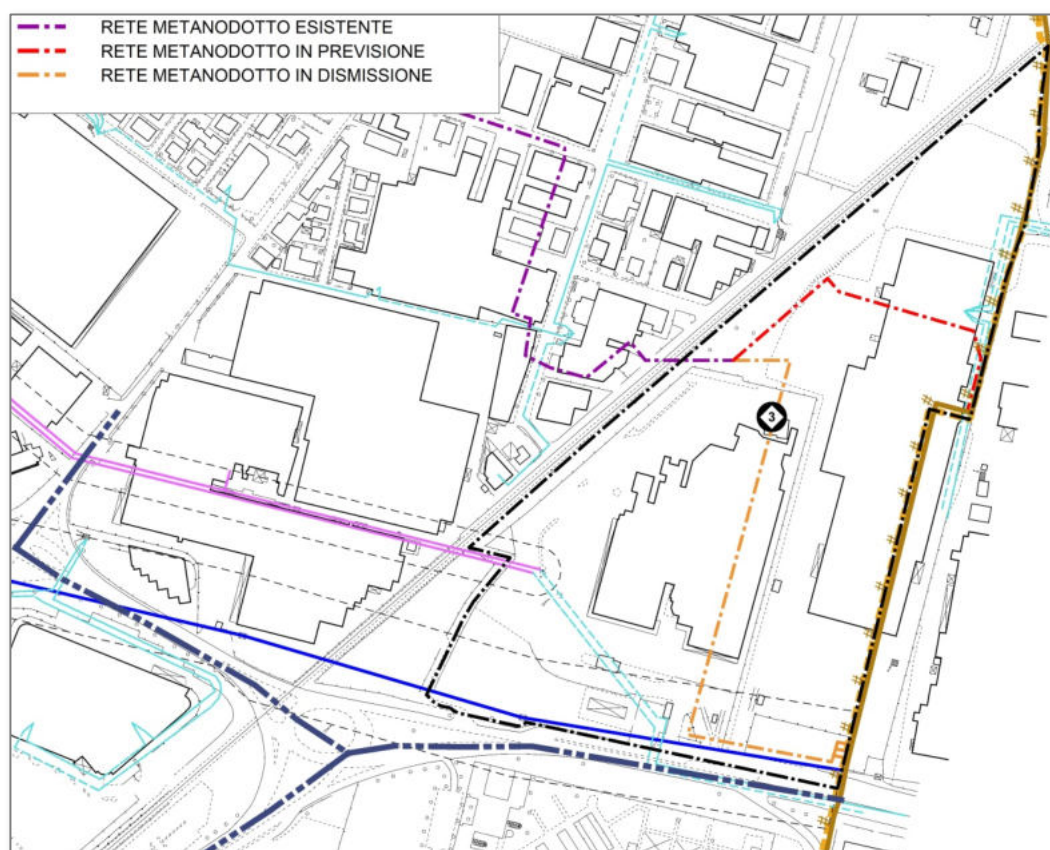 RETE METANODOTTO ESISTENTE
RETE METANODOTTO IN PREVISIONE
RETE METANODOTTO IN DISMISSIONE
3